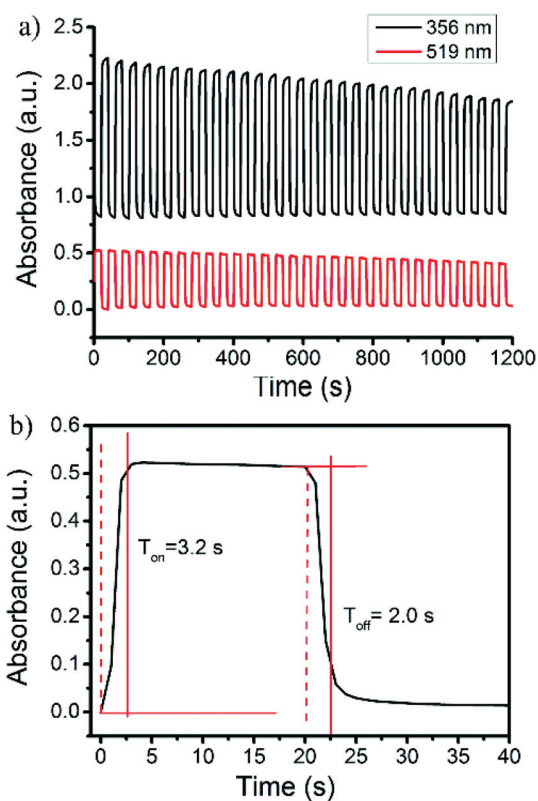 a)
356 nm
519 nm
2.5
2.0
1.5
1.0
0.5
0.0
Absorbance (a.u.)
0 200 400 600 800 1000 1200
Time (s)
b)
0.6
0.5
0.4
0.3
0.2
0.1
0.0
Absorbance (a.u.)
Ton=3.2 s
Toff= 2.0 s
0 5 10 15 20 25 30 35 40
Time (s)